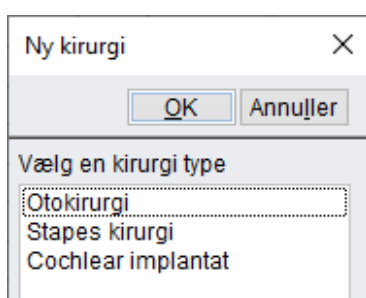 Ny kirurgi
OK Annuller
Vælg en kirurgi type
Otokirurgi
Stapes kirurgi
Cochlear implantat